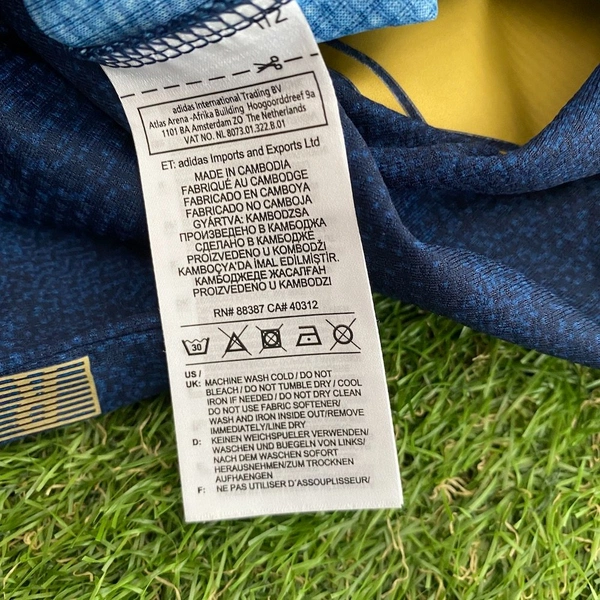 1/2
adidas International Trading BV
Atlas Arena -Afrika Building Hoogoorddreef 9a
1101 BA Amsterdam ZO The Netherlands
VAT NO. NL 8073.01.322.B.01
ET: adidas Imports and Exports Ltd
MADE IN CAMBODIA
FABRIQUÉ AU CAMBODGE
FABRICADO EN CAMBOYA
FABRICADO NO CAMBOJA
GYÁRTVA: KAMBODZSA
ПРОИЗВЕДЕНО В КАМБОДЖА
СДЕЛАНО В КАМБОДЖЕ
PROIZVEDENO U KOMBODŽI
KAMBOÇYA'DA İMAL EDİLMİŞTİR.
КАМБОДЖЕДЕ ЖАСАЛҒАН
PROIZVEDENO U KAMBODZI
RN# 88387 CA# 40312
30
US /
UK: MACHINE WASH COLD / DO NOT
BLEACH / DO NOT TUMBLE DRY / COOL
IRON IF NEEDED / DO NOT DRY CLEAN
DO NOT USE FABRIC SOFTENER/
WASH AND IRON INSIDE OUT/REMOVE
IMMEDIATELY/LINE DRY
D: KEINEN WEICHSPUELER VERWENDEN/
WASCHEN UND BUEGELN VON LINKS/
NACH DEM WASCHEN SOFORT
HERAUSNEHMEN/ZUM TROCKNEN
AUFHAENGEN
F: NE PAS UTILISER D'ASSOUPLISEUR/